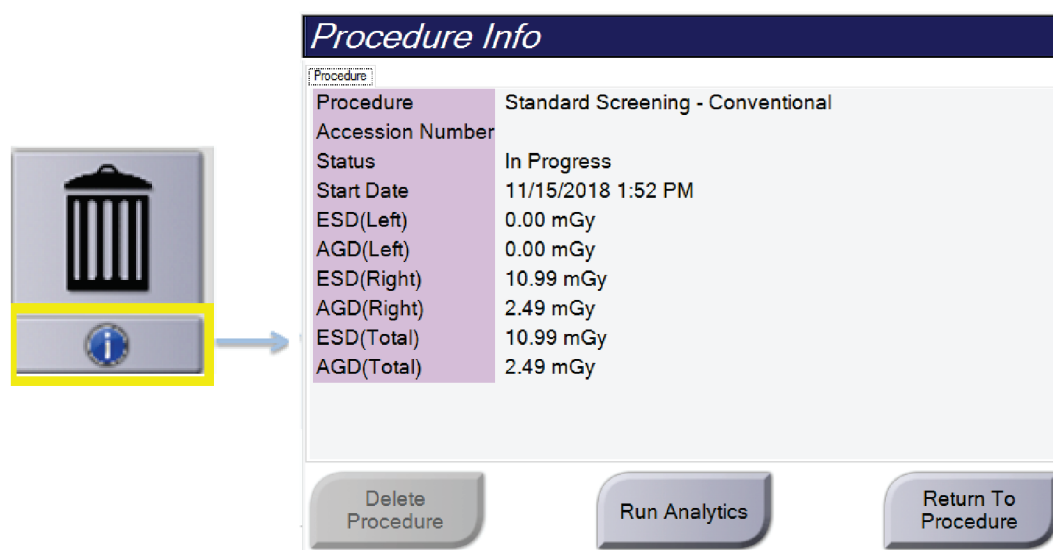 Procedure Info
Procedure
Procedure Standard Screening - Conventional
Accession Number
Status In Progress
Start Date 11/15/2018 1:52 PM
ESD(Left) 0.00 mGy
AGD(Left) 0.00 mGy
ESD(Right) 10.99 mGy
AGD(Right) 2.49 mGy
ESD(Total) 10.99 mGy
AGD(Total) 2.49 mGy
i
Delete
Procedure
Run Analytics
Return To
Procedure